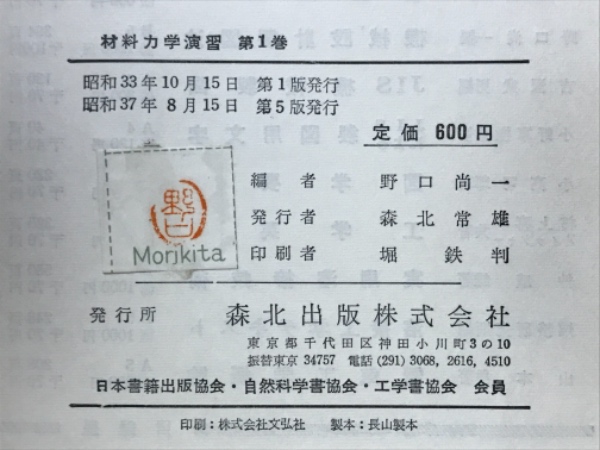 材料力学演習 第1巻
昭和33年10月15日 第1版発行
昭和37年8月15日 第5版発行
定価 600円
編者 野口尚一
発行者 森北常雄
印刷者 堀鉄判
野口
Morikita
発行所 森北出版株式会社
東京都千代田区神田小川町3の10
振替東京 34757 電話(291)3068, 2616, 4510
日本書籍出版協会・自然科学書協会・工学書協会 会員
印刷:株式会社文弘社 製本:長山製本